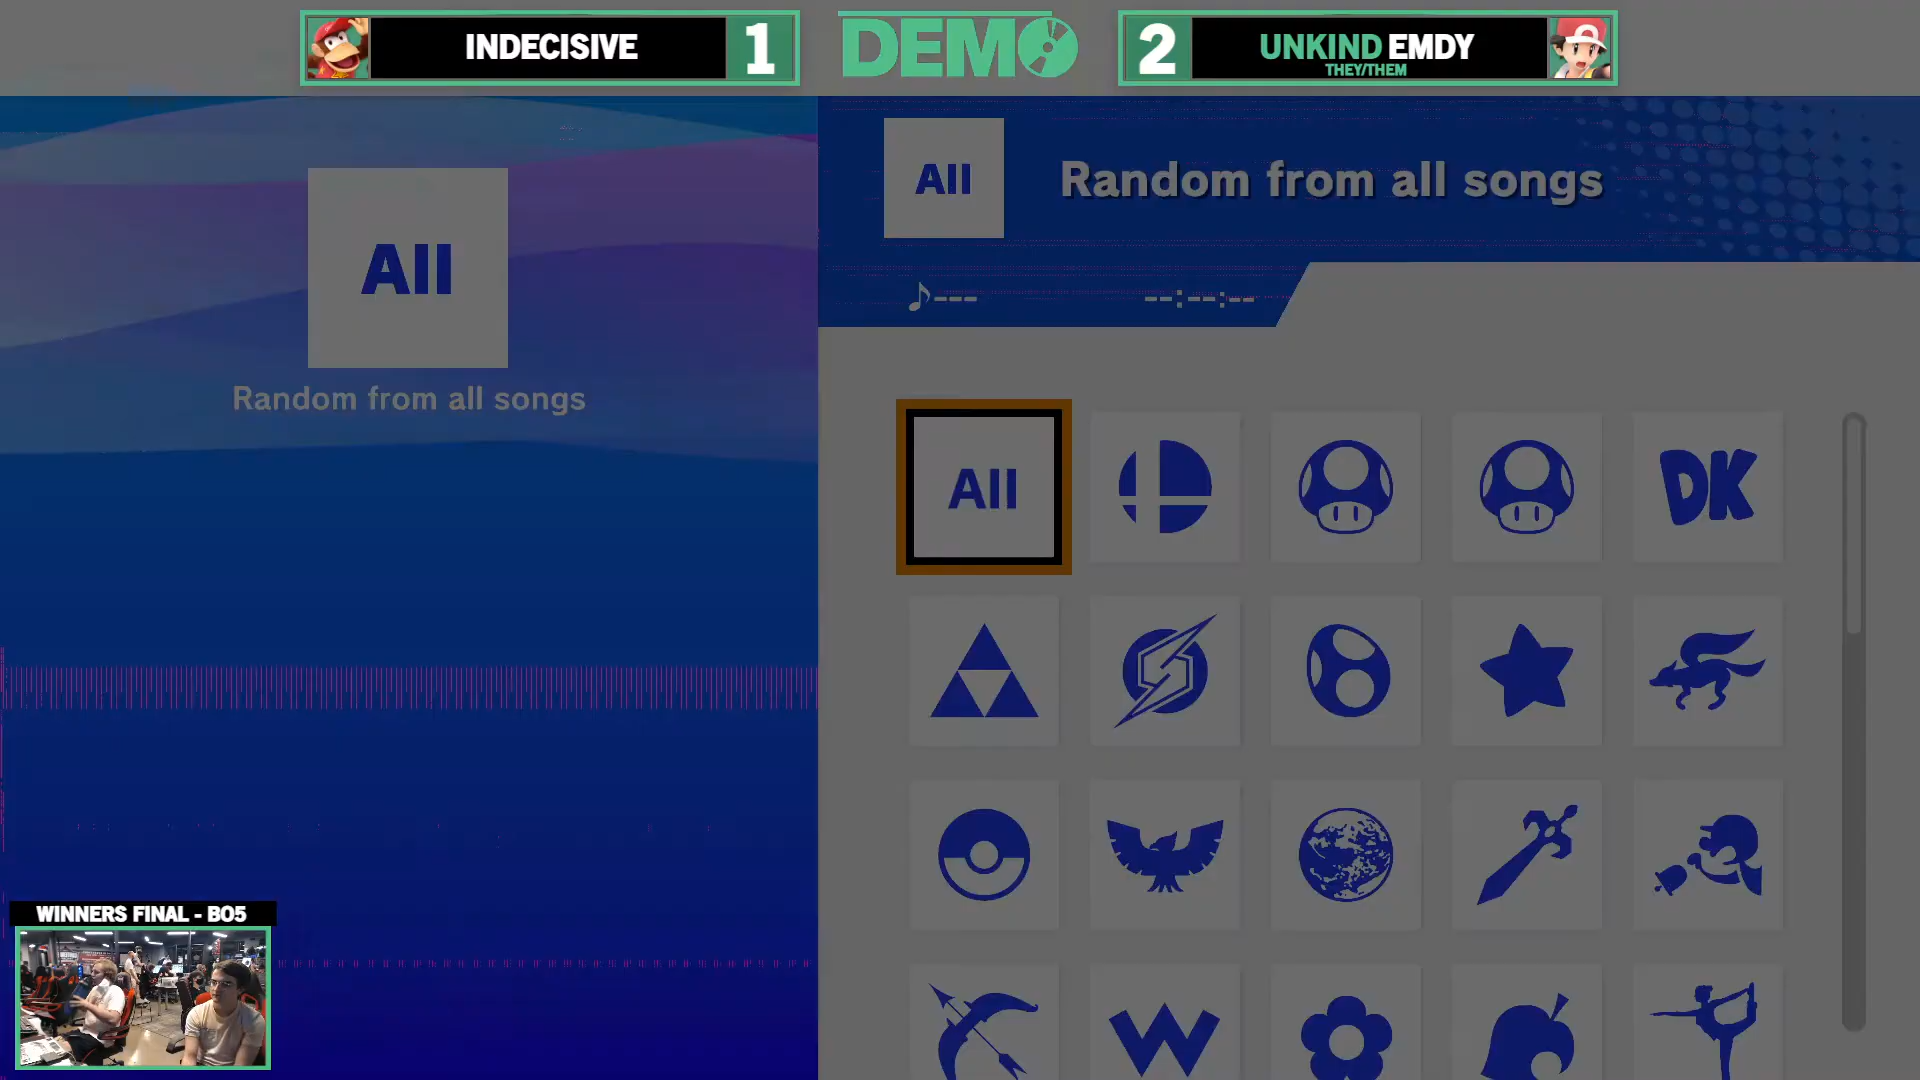 INDECISIVE 1
DEMO
2 UNKIND EMDY
THEY/THEM
All
Random from all songs
All
Random from all songs
♪--- --:--:--
All
DK
WINNERS FINAL - BO5